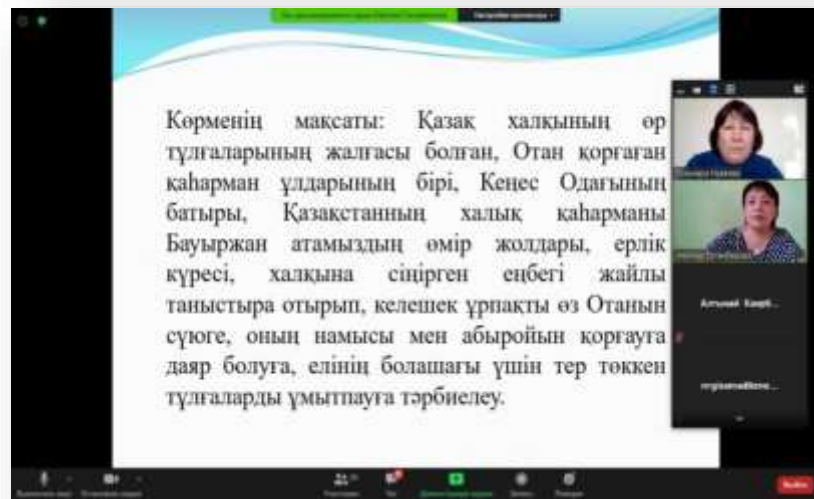 Көрменің мақсаты: Қазақ халқының өр
тұлғаларының жалғасы болған, Отан қорғаған
қаһарман ұлдарының бірі, Кеңес Одағының
батыры, Қазақстанның халық қаһарманы
Бауыржан атамыздың өмір жолдары, ерлік
күресі, халқына сіңірген еңбегі жайлы
таныстыра отырып, келешек ұрпақты өз Отанын
сүюге, оның намысы мен абыройын қорғауға
даяр болуға, елінің болашағы үшін тер төккен
тұлғаларды ұмытпауға тәрбиелеу.
Алтынай
Выйти